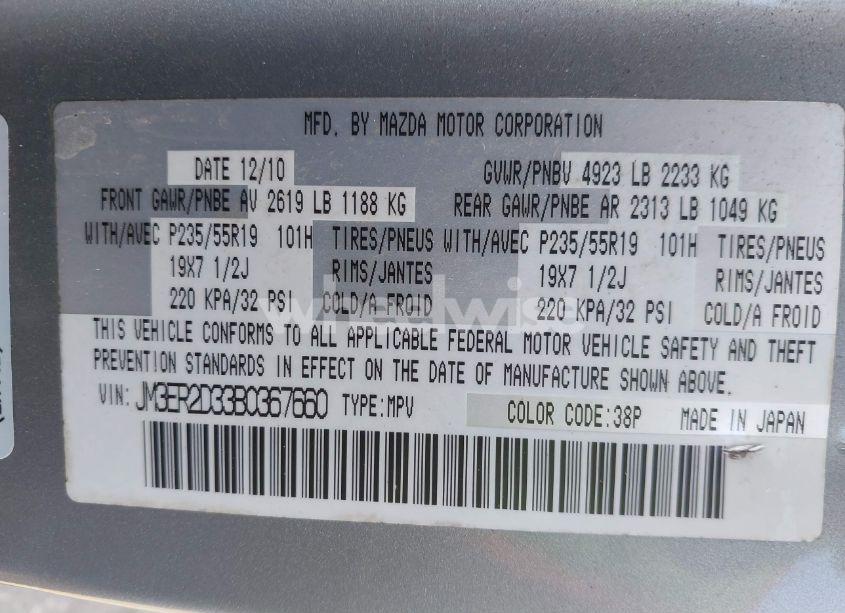 MFD. BY MAZDA MOTOR CORPORATION
DATE 12/10 GVWR/PNBV 4923 LB 2233 KG
FRONT GAWR/PNBE AV 2619 LB 1188 KG REAR GAWR/PNBE AR 2313 LB 1049 KG
WITH/AVEC P235/55R19 101H TIRES/PNEUS WITH/AVEC P235/55R19 101H TIRES/PNEUS
19X7 1/2J RIMS/JANTES 19X7 1/2J RIMS/JANTES
220 KPA/32 PSI COLD/A FROID 220 KPA/32 PSI COLD/A FROID
wheelwise
THIS VEHICLE CONFORMS TO ALL APPLICABLE FEDERAL MOTOR VEHICLE SAFETY AND THEFT
PREVENTION STANDARDS IN EFFECT ON THE DATE OF MANUFACTURE SHOWN ABOVE.
VIN: JM3ER2D33B0367660 TYPE:MPV COLOR CODE:38P MADE IN JAPAN